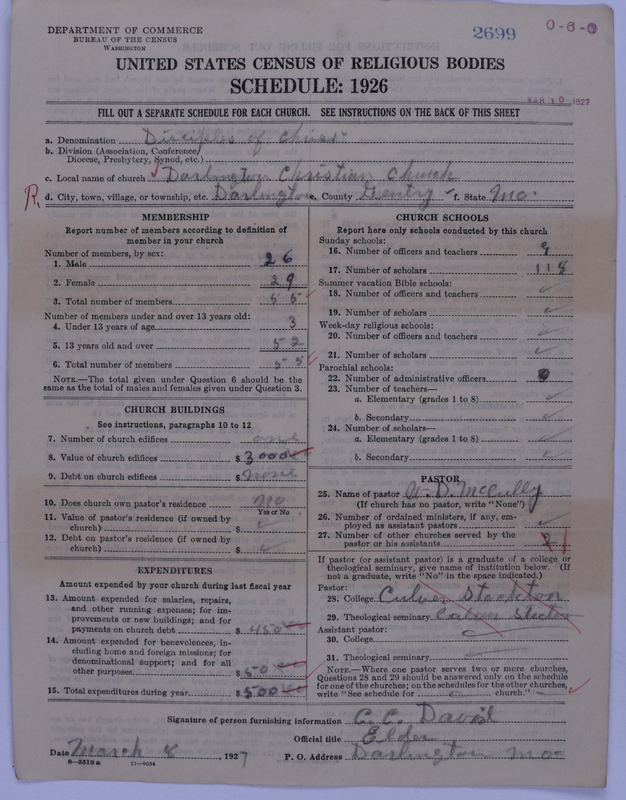 DEPARTMENT OF COMMERCE
BUREAU OF THE CENSUS
WASHINGTON
2699
0-6-0
UNITED STATES CENSUS OF RELIGIOUS BODIES
SCHEDULE: 1926
MAR 10 1927
FILL OUT A SEPARATE SCHEDULE FOR EACH CHURCH. SEE INSTRUCTIONS ON THE BACK OF THIS SHEET
a. Denomination Disciples of Christ
b. Division (Association, Conference,
Diocese, Presbytery, Synod, etc.)
c. Local name of church Darlington Christian Church
R. d. City, town, village, or township, etc. Darlington e. County Gentry f. State Mo.
MEMBERSHIP
Report number of members according to definition of
member in your church
Number of members, by sex:
1. Male 26
2. Female 29
3. Total number of members 55
Number of members under and over 13 years old:
4. Under 13 years of age 3
5. 13 years old and over 52
6. Total number of members 55
NOTE.—The total given under Question 6 should be
the same as the total of males and females given under Question 3.
CHURCH BUILDINGS
See instructions, paragraphs 10 to 12
7. Number of church edifices one
8. Value of church edifices $ 3000
9. Debt on church edifices $ none
10. Does church own pastor's residence no
Yes or No
11. Value of pastor's residence (if owned by
church) $
12. Debt on pastor's residence (if owned by
church) $
EXPENDITURES
Amount expended by your church during last fiscal year
13. Amount expended for salaries, repairs,
and other running expenses; for im-
provements or new buildings; and for
payments on church debt $ 450
14. Amount expended for benevolences, in-
cluding home and foreign missions; for
denominational support; and for all
other purposes $ 50
15. Total expenditures during year $ 500
CHURCH SCHOOLS
Report here only schools conducted by this church
Sunday schools:
16. Number of officers and teachers 9
17. Number of scholars 118
Summer vacation Bible schools:
18. Number of officers and teachers
19. Number of scholars
Week-day religious schools:
20. Number of officers and teachers
21. Number of scholars
Parochial schools:
22. Number of administrative officers 0
23. Number of teachers—
a. Elementary (grades 1 to 8)
b. Secondary
24. Number of scholars—
a. Elementary (grades 1 to 8)
b. Secondary
PASTOR
25. Name of pastor W. D. McCully
(If church has no pastor, write "None")
26. Number of ordained ministers, if any, em-
ployed as assistant pastors
27. Number of other churches served by the
pastor or his assistants
If pastor (or assistant pastor) is a graduate of a college or
theological seminary, give name of institution below. (If
not a graduate, write "No" in the space indicated.)
Pastor:
28. College Culver Stockton
29. Theological seminary Culver Stockton
Assistant pastor:
30. College
31. Theological seminary
NOTE.—Where one pastor serves two or more churches,
Questions 28 and 29 should be answered only on the schedule
for one of the churches; on the schedules for the other churches,
write "See schedule for church."
Signature of person furnishing information C. C. David
Official title Elder
Date March 8, 1927 P. O. Address Darlington Mo
8-5518a 11-9054